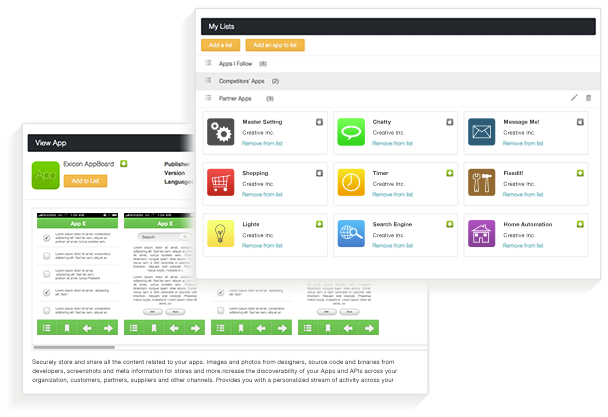 My Lists
Add a list
Add an app to list
Apps I Follow (8)
Competitors' Apps (2)
Partner Apps (9)
Master Setting
Creative Inc.
Remove from list
Chatty
Creative Inc.
Remove from list
Message Me!
Creative Inc.
Remove from list
Shopping
Creative Inc.
Remove from list
Timer
Creative Inc.
Remove from list
Fixedit!
Creative Inc.
Remove from list
Lights
Creative Inc.
Remove from list
Search Engine
Creative Inc.
Remove from list
Home Automation
Creative Inc.
Remove from list
View App
App
Exicon AppBoard
Add to List
Publisher
Version
Language
App E
App E
Search
Securely store and share all the content related to your apps. Images and photos from designers, source code and binaries from
developers, screenshots and meta information for stores and more.ncrease the discoverability of your Apps and APIs across your
organization, customers, partners, suppliers and other channels. Provides you with a personalized stream of activity across your